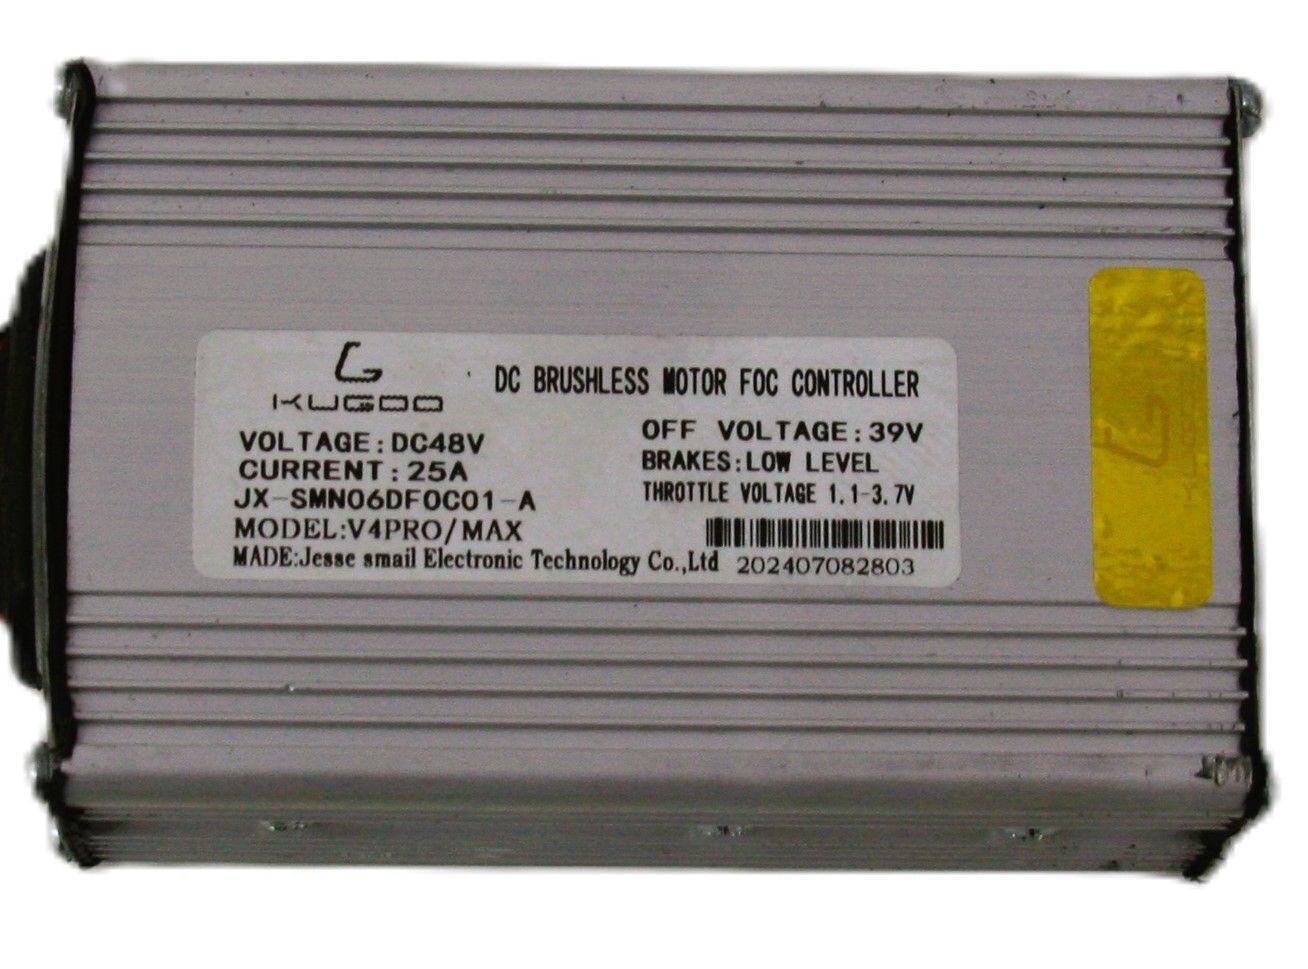 KUGOO
DC BRUSHLESS MOTOR FOC CONTROLLER
VOLTAGE:DC48V
OFF VOLTAGE:39V
CURRENT:25A
BRAKES:LOW LEVEL
JX-SMN06DF0C01-A
THROTTLE VOLTAGE 1.1-3.7V
MODEL:V4PRO/MAX
MADE:Jesse smail Electronic Technology Co.,Ltd 202407082803
KUGOO